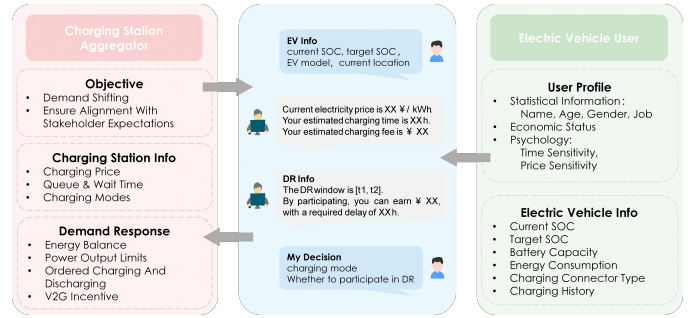 Charging Station
Aggregator
Objective
• Demand Shifting
• Ensure Alignment With
Stakeholder Expectations
Charging Station Info
• Charging Price
• Queue & Wait Time
• Charging Modes
Demand Response
• Energy Balance
• Power Output Limits
• Ordered Charging And
Discharging
• V2G Incentive
EV Info
current SOC, target SOC,
EV model, current location
Current electricity price is XX ¥ / kWh.
Your estimated charging time is XX h.
Your estimated charging fee is ¥ XX
DR Info
The DR window is [t1, t2].
By participating, you can earn ¥ XX,
with a required delay of XX h.
My Decision
charging mode
Whether to participate in DR
Electric Vehicle User
User Profile
• Statistical Information:
Name, Age, Gender, Job
• Economic Status
• Psychology:
Time Sensitivity,
Price Sensitivity
Electric Vehicle Info
• Current SOC
• Target SOC
• Battery Capacity
• Energy Consumption
• Charging Connector Type
• Charging History